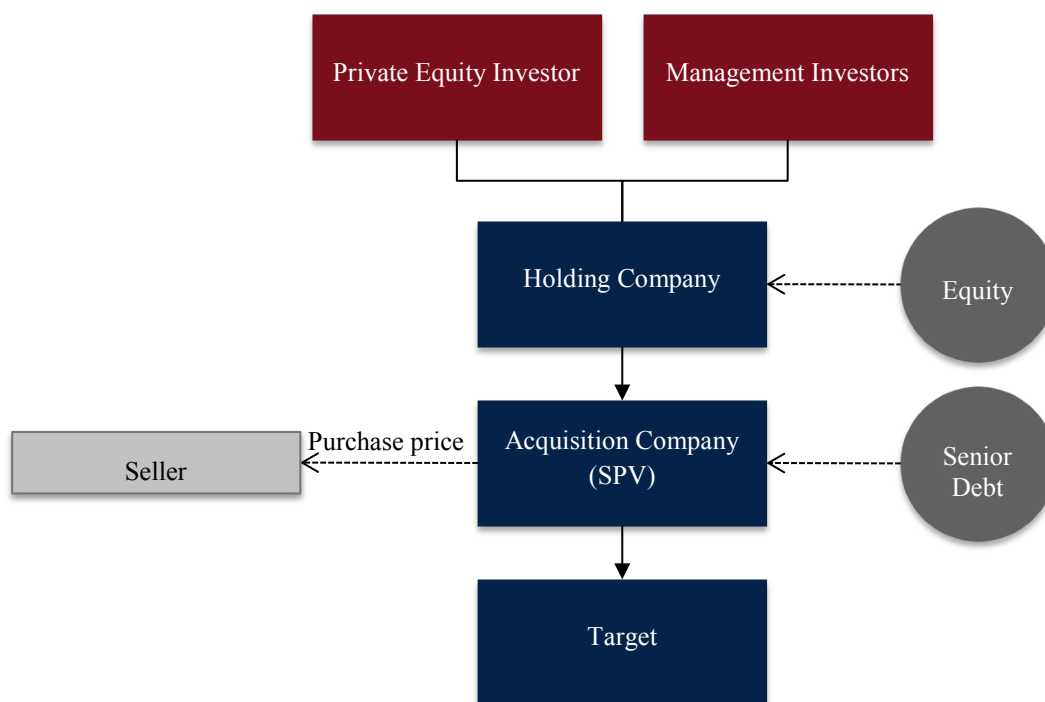 Private Equity Investor
Management Investors
Holding Company
Equity
Purchase price
Acquisition Company
(SPV)
Seller
Senior
Debt
Target